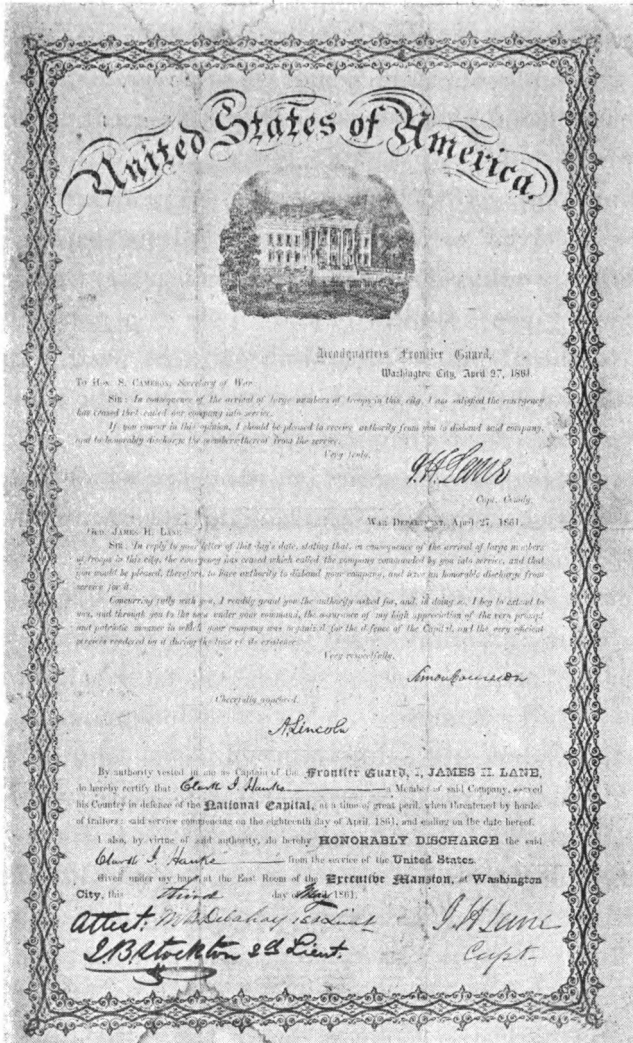 United States of America.
Headquarters Frontier Guard,
Washington City, April 27, 1861.
To Hon. S. Cameron, Secretary of War
Sir: In consequence of the arrival of large numbers of troops in this city, I am satisfied the emergency
has ceased that called our company into service.
If you concur in this opinion, I should be pleased to receive authority from you to disband said company,
and to honorably discharge the members thereof from the service.
Very truly,
J. H. Lane
Capt. Comdg.
War Department, April 27, 1861.
Gen. James H. Lane
Sir: In reply to your letter of this day's date, stating that, in consequence of the arrival of large numbers
of troops in this city, the emergency has ceased which called the company commanded by you into service, and that
you would be pleased, therefore, to have authority to disband your company, and have an honorable discharge from
service for it.
Concurring fully with you, I readily grant you the authority asked for, and, in doing so, I beg to extend to
you, and through you to the men under your command, the assurance of my high appreciation of the very prompt
and patriotic manner in which your company was organized for the defence of the Capital, and the very efficient
services rendered by it during the time of its existence.
Very respectfully,
Simon Cameron
Cheerfully
A. Lincoln
By authority vested in me as Captain of the Frontier Guard, I, JAMES H. LANE,
do hereby certify that Clark J. Hanks a Member of said Company, served
his Country in defence of the National Capital, at a time of great peril, when threatened by hordes
of traitors: said service commencing on the eighteenth day of April, 1861, and ending on the date hereof.
I also, by virtue of said authority, do hereby HONORABLY DISCHARGE the said
Clark J. Hanks from the service of the United States.
Given under my hand, at the East Room of the Executive Mansion, at Washington
City, this third day of May 1861.
Attest: M. W. Delahay 1st Lieut
J. H. Lane
J. B. Stockton 2d Lieut.
Capt.